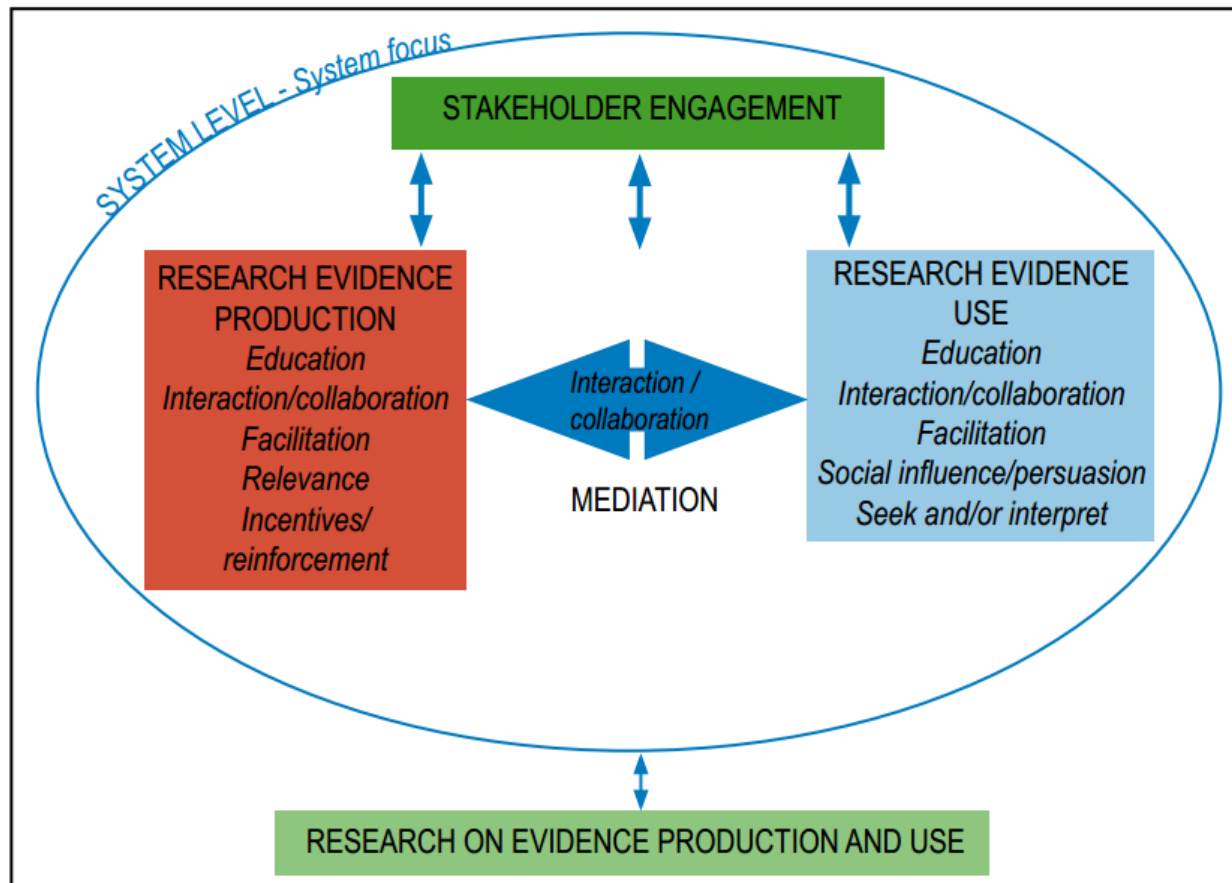 SYSTEM LEVEL - System focus
STAKEHOLDER ENGAGEMENT
RESEARCH EVIDENCE
PRODUCTION
Education
Interaction/collaboration
Facilitation
Relevance
Incentives/
reinforcement
Interaction /
collaboration
MEDIATION
RESEARCH EVIDENCE
USE
Education
Interaction/collaboration
Facilitation
Social influence/persuasion
Seek and/or interpret
RESEARCH ON EVIDENCE PRODUCTION AND USE